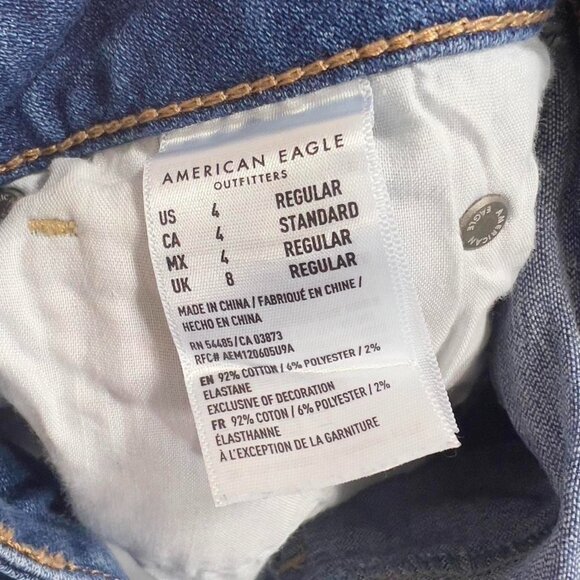 AMERICAN EAGLE
OUTFITTERS
US 4 REGULAR
CA 4 STANDARD
MX 4 REGULAR
UK 8 REGULAR
MADE IN CHINA / FABRIQUÉ EN CHINE /
HECHO EN CHINA
RN 54485 / CA 03873
RFC# AEM120605U9A
EN 92% COTTON / 6% POLYESTER / 2%
ELASTANE
EXCLUSIVE OF DECORATION
FR 92% COTON / 6% POLYESTER / 2%
ÉLASTHANNE
À L'EXCEPTION DE LA GARNITURE
AMERICAN
EAGLE